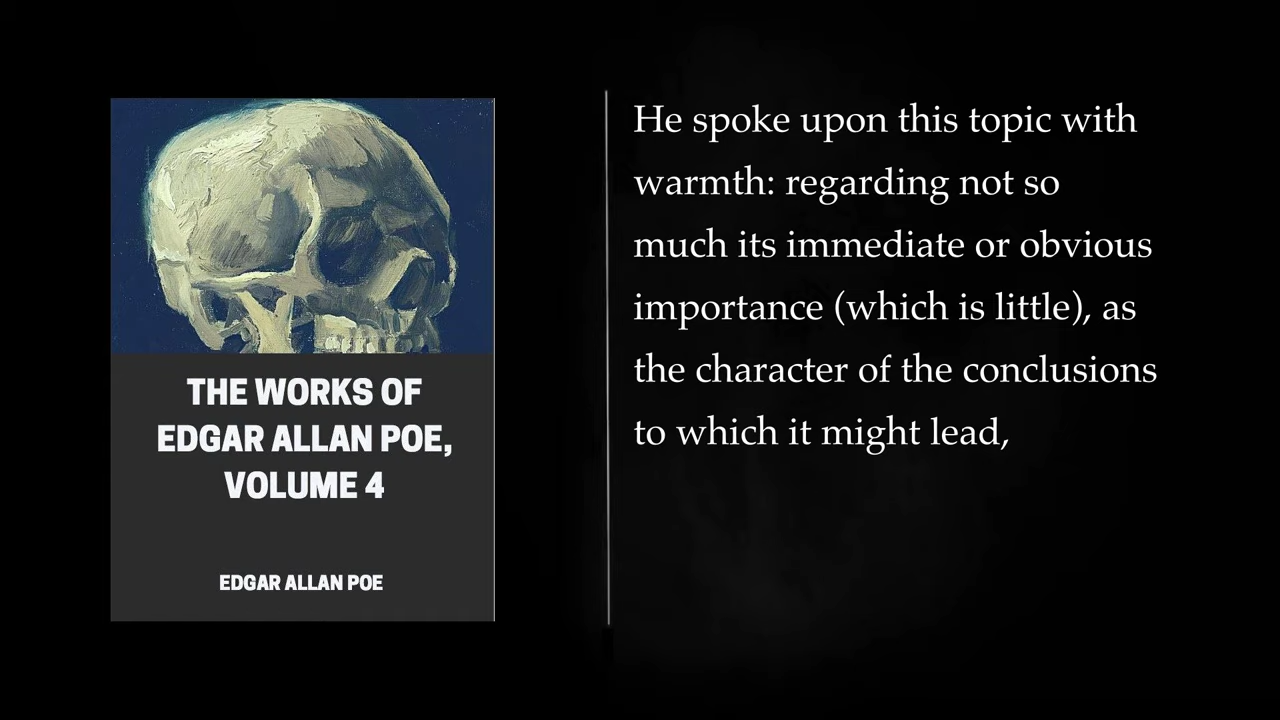 THE WORKS OF
EDGAR ALLAN POE,
VOLUME 4
EDGAR ALLAN POE
He spoke upon this topic with
warmth: regarding not so
much its immediate or obvious
importance (which is little), as
the character of the conclusions
to which it might lead,